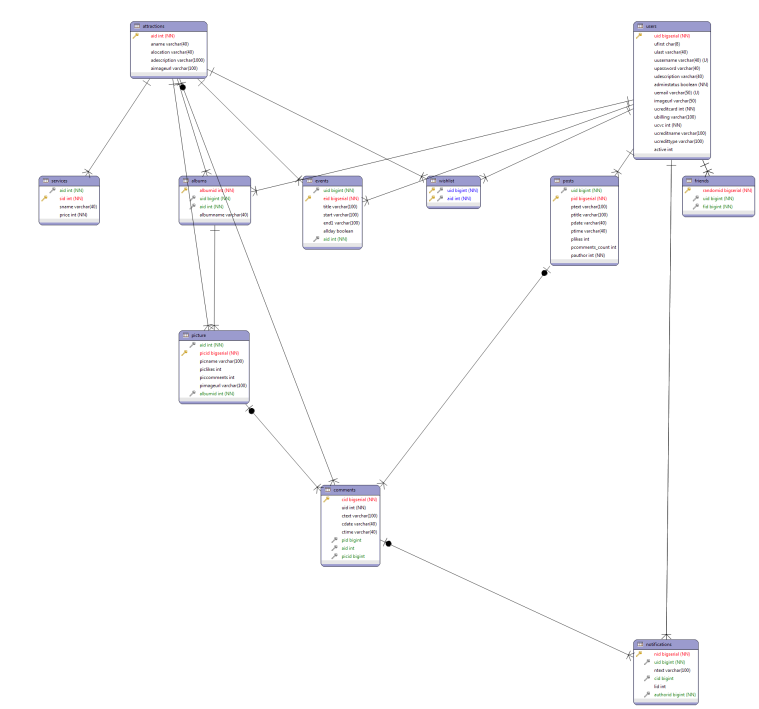 attractions
aid int (NN)
aname varchar(40)
alocation varchar(40)
adescription varchar(1000)
aimageurl varchar(100)
users
uid bigserial (NN)
ufirst char(8)
ulast varchar(40)
uusername varchar(40) (U)
upassword varchar(40)
udescription varchar(40)
adminstatus boolean (NN)
uemail varchar(50) (U)
imageurl varchar(50)
ucreditcard int (NN)
ubilling varchar(100)
ucvc int (NN)
ucreditname varchar(100)
ucredittype varchar(100)
active int
services
aid int (NN)
sid int (NN)
sname varchar(40)
price int (NN)
albums
albumid int (NN)
uid bigint (NN)
aid int (NN)
albumname varchar(40)
events
uid bigint (NN)
eid bigserial (NN)
title varchar(100)
start varchar(100)
end1 varchar(100)
allday boolean
aid int (NN)
wishlist
uid bigint (NN)
aid int (NN)
posts
uid bigint (NN)
pid bigserial (NN)
ptext varchar(100)
ptitle varchar(100)
pdate varchar(40)
ptime varchar(40)
plikes int
pcomments_count int
pauthor int (NN)
friends
randomid bigserial (NN)
uid bigint (NN)
fid bigint (NN)
picture
aid int (NN)
picid bigserial (NN)
picname varchar(100)
piclikes int
piccomments int
pimageurl varchar(100)
albumid int (NN)
comments
cid bigserial (NN)
uid int (NN)
ctext varchar(100)
cdate varchar(40)
ctime varchar(40)
pid bigint
aid int
picid bigint
notifications
nid bigserial (NN)
uid bigint (NN)
ntext varchar(100)
cid bigint
lid int
authorid bigint (NN)